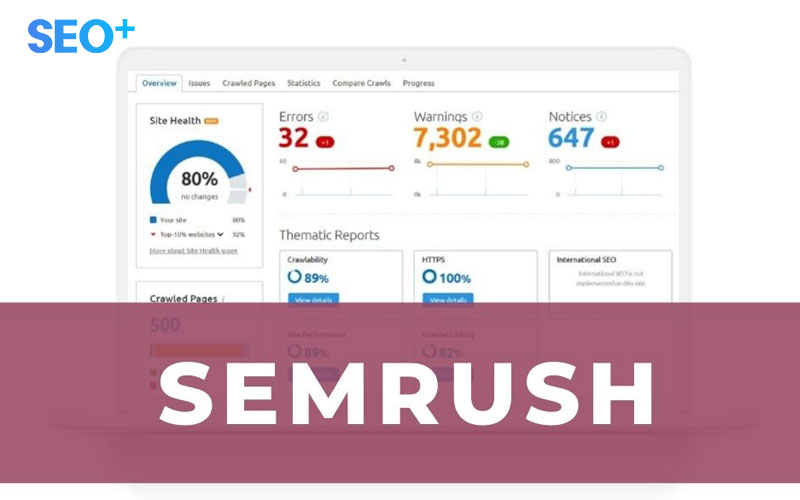 SEO+
Overview Issues Crawled Pages Statistics Compare Crawls Progress
Site Health
80%
no changes
Your site 80%
Top-10% websites 92%
More about Site Health score
Errors
32 +1
40
0
Warnings
7,302 -38
8k
0k
Notices
647 +1
800
0
Thematic Reports
Crawlability
89%
View details
HTTPS
100%
View details
International SEO
International SEO is not
implemented on this site.
Crawled Pages
500
Site Performance
89%
Internal Linking
82%
SEMRUSH